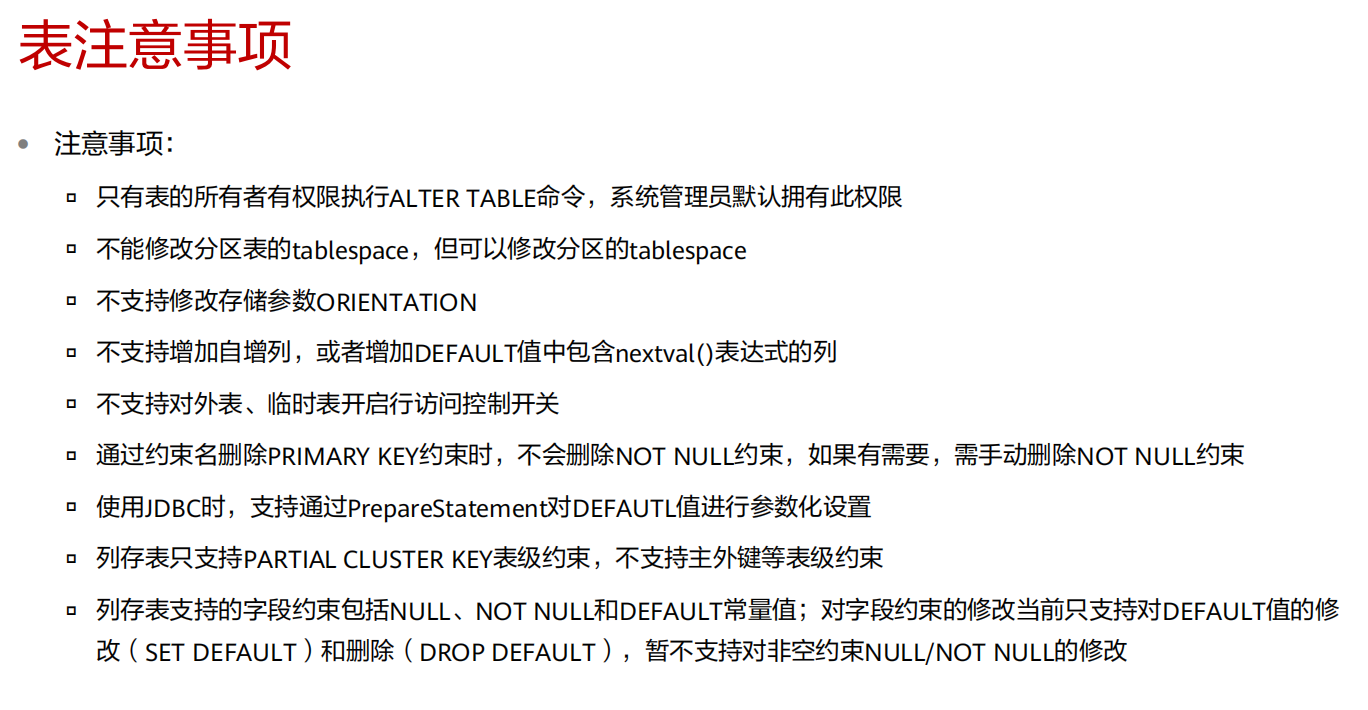 表注意事项
• 注意事项：
▫ 只有表的所有者有权限执行ALTER TABLE命令，系统管理员默认拥有此权限
▫ 不能修改分区表的tablespace，但可以修改分区的tablespace
▫ 不支持修改存储参数ORIENTATION
▫ 不支持增加自增列，或者增加DEFAULT值中包含nextval()表达式的列
▫ 不支持对外表、临时表开启行访问控制开关
▫ 通过约束名删除PRIMARY KEY约束时，不会删除NOT NULL约束，如果有需要，需手动删除NOT NULL约束
▫ 使用JDBC时，支持通过PrepareStatement对DEFAUTL值进行参数化设置
▫ 列存表只支持PARTIAL CLUSTER KEY表级约束，不支持主外键等表级约束
▫ 列存表支持的字段约束包括NULL、NOT NULL和DEFAULT常量值；对字段约束的修改当前只支持对DEFAULT值的修
改（SET DEFAULT）和删除（DROP DEFAULT），暂不支持对非空约束NULL/NOT NULL的修改